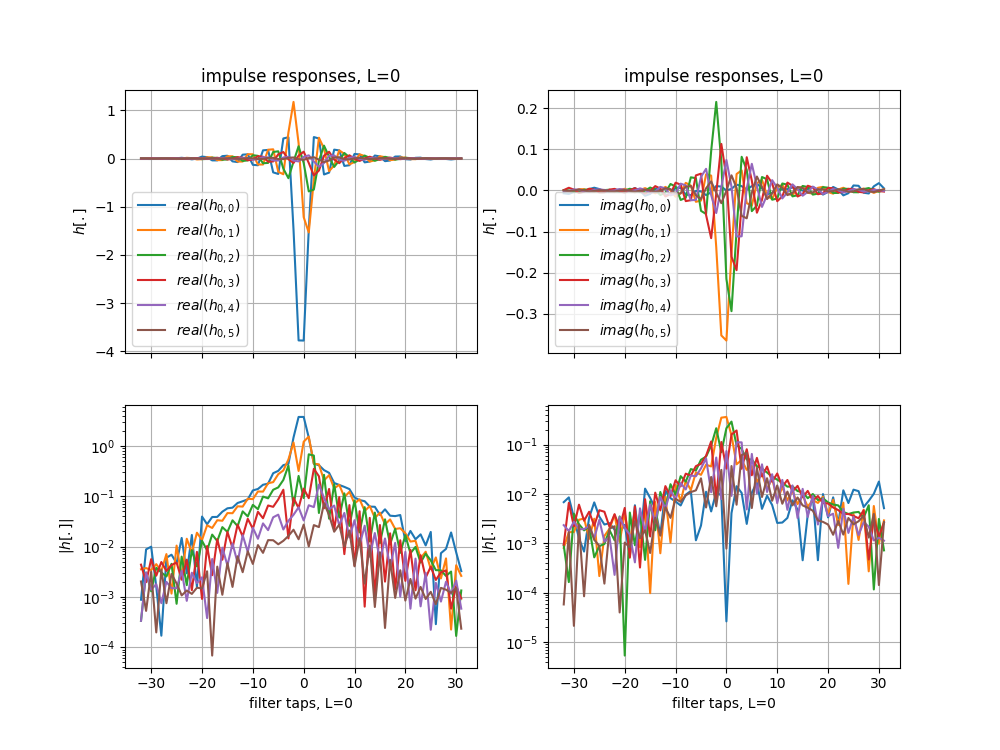 impulse responses, L=0
1
0
−1
−2
−3
−4
h[.]
real(h0,0)
real(h0,1)
real(h0,2)
real(h0,3)
real(h0,4)
real(h0,5)
impulse responses, L=0
0.2
0.1
0.0
−0.1
−0.2
−0.3
h[.]
imag(h0,0)
imag(h0,1)
imag(h0,2)
imag(h0,3)
imag(h0,4)
imag(h0,5)
10^0
10^−1
10^−2
10^−3
10^−4
|h[.]|
−30 −20 −10 0 10 20 30
filter taps, L=0
10^−1
10^−2
10^−3
10^−4
10^−5
|h[.]|
−30 −20 −10 0 10 20 30
filter taps, L=0